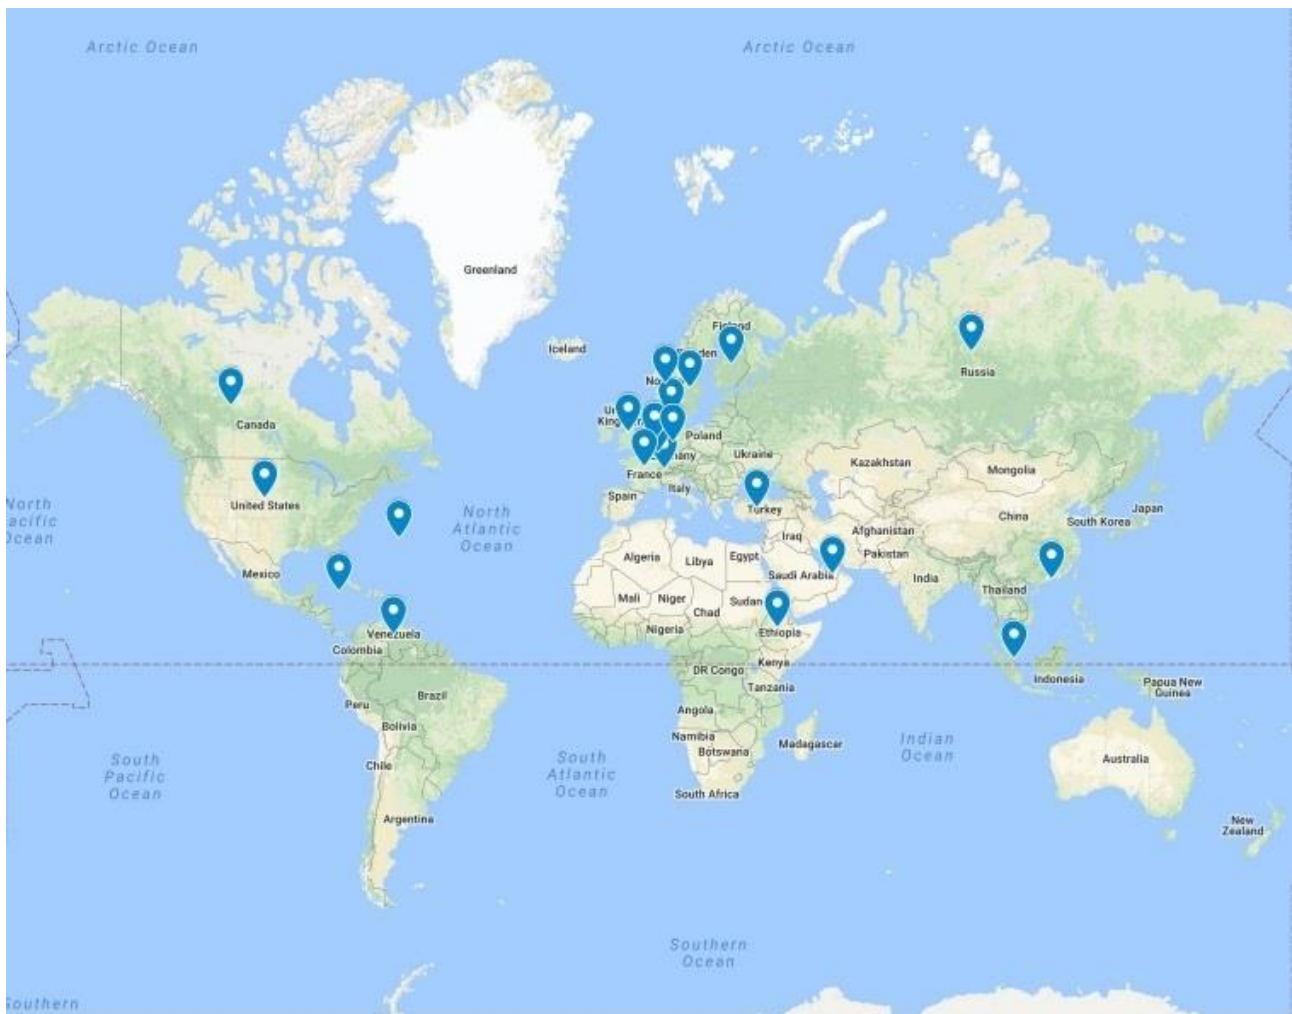 Arctic Ocean
Arctic Ocean
Greenland
Iceland
Russia
Canada
Poland
Ukraine
Kazakhstan
Mongolia
France
Italy
Spain
United States
Turkey
North
Atlantic
Ocean
China
Japan
South Korea
Afghanistan
Iraq
Pakistan
Algeria
Libya
Egypt
Saudi Arabia
India
Mexico
Thailand
Mali
Niger
Chad
Sudan
Nigeria
Ethiopia
Venezuela
Colombia
DR Congo
Kenya
Tanzania
Indonesia
Papua New
Guinea
Peru
Brazil
Bolivia
Angola
Namibia
Botswana
Madagascar
Indian
Ocean
Australia
South
Pacific
Ocean
Chile
South
Atlantic
Ocean
South Africa
Argentina
New
Zealand
Southern
Ocean
Southern
North
acific
Ocean